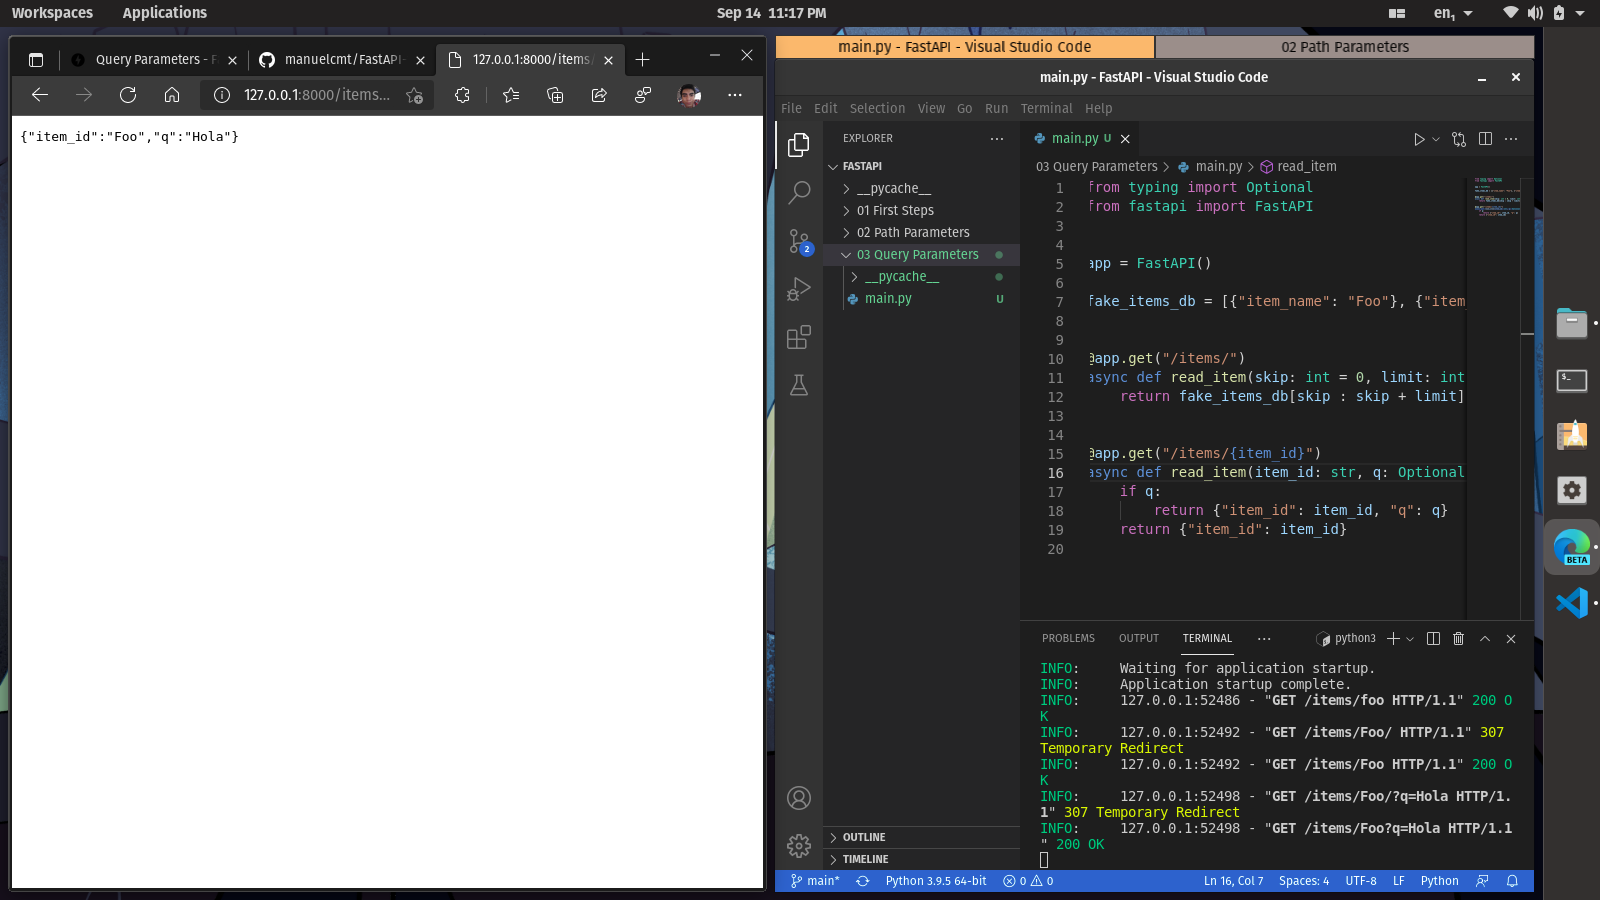 Workspaces Applications Sep 14 11:17 PM en1
Query Parameters - F manuelcmt/FastAPI- 127.0.0.1:8000/items/
127.0.0.1:8000/items...
{"item_id":"Foo","q":"Hola"}
main.py - FastAPI - Visual Studio Code 02 Path Parameters
main.py - FastAPI - Visual Studio Code
File Edit Selection View Go Run Terminal Help
EXPLORER
FASTAPI
__pycache__
01 First Steps
02 Path Parameters
03 Query Parameters
__pycache__
main.py U
OUTLINE
TIMELINE
2
main.py U
03 Query Parameters > main.py > read_item
1 from typing import Optional
2 from fastapi import FastAPI
3
4
5 app = FastAPI()
6
7 fake_items_db = [{"item_name": "Foo"}, {"item_
8
9
10 @app.get("/items/")
11 async def read_item(skip: int = 0, limit: int
12 return fake_items_db[skip : skip + limit]
13
14
15 @app.get("/items/{item_id}")
16 async def read_item(item_id: str, q: Optional
17 if q:
18 return {"item_id": item_id, "q": q}
19 return {"item_id": item_id}
20
PROBLEMS OUTPUT TERMINAL ... python3
INFO: Waiting for application startup.
INFO: Application startup complete.
INFO: 127.0.0.1:52486 - "GET /items/foo HTTP/1.1" 200 O
K
INFO: 127.0.0.1:52492 - "GET /items/Foo/ HTTP/1.1" 307
Temporary Redirect
INFO: 127.0.0.1:52492 - "GET /items/Foo HTTP/1.1" 200 O
K
INFO: 127.0.0.1:52498 - "GET /items/Foo/?q=Hola HTTP/1.
1" 307 Temporary Redirect
INFO: 127.0.0.1:52498 - "GET /items/Foo?q=Hola HTTP/1.1
" 200 OK
main* Python 3.9.5 64-bit 0 0 Ln 16, Col 7 Spaces: 4 UTF-8 LF Python
BETA